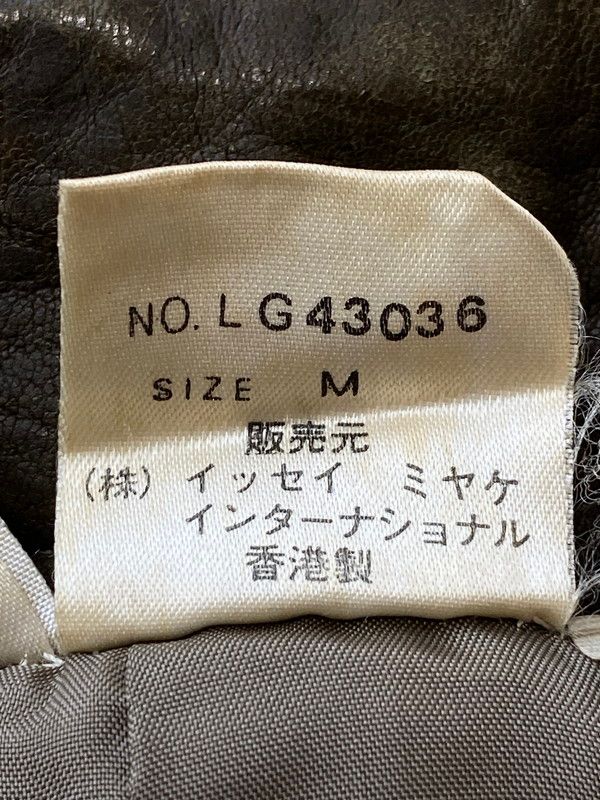 NO. LG43036
SIZE M
販売元
(株) イッセイ ミヤケ
インターナショナル
香港製